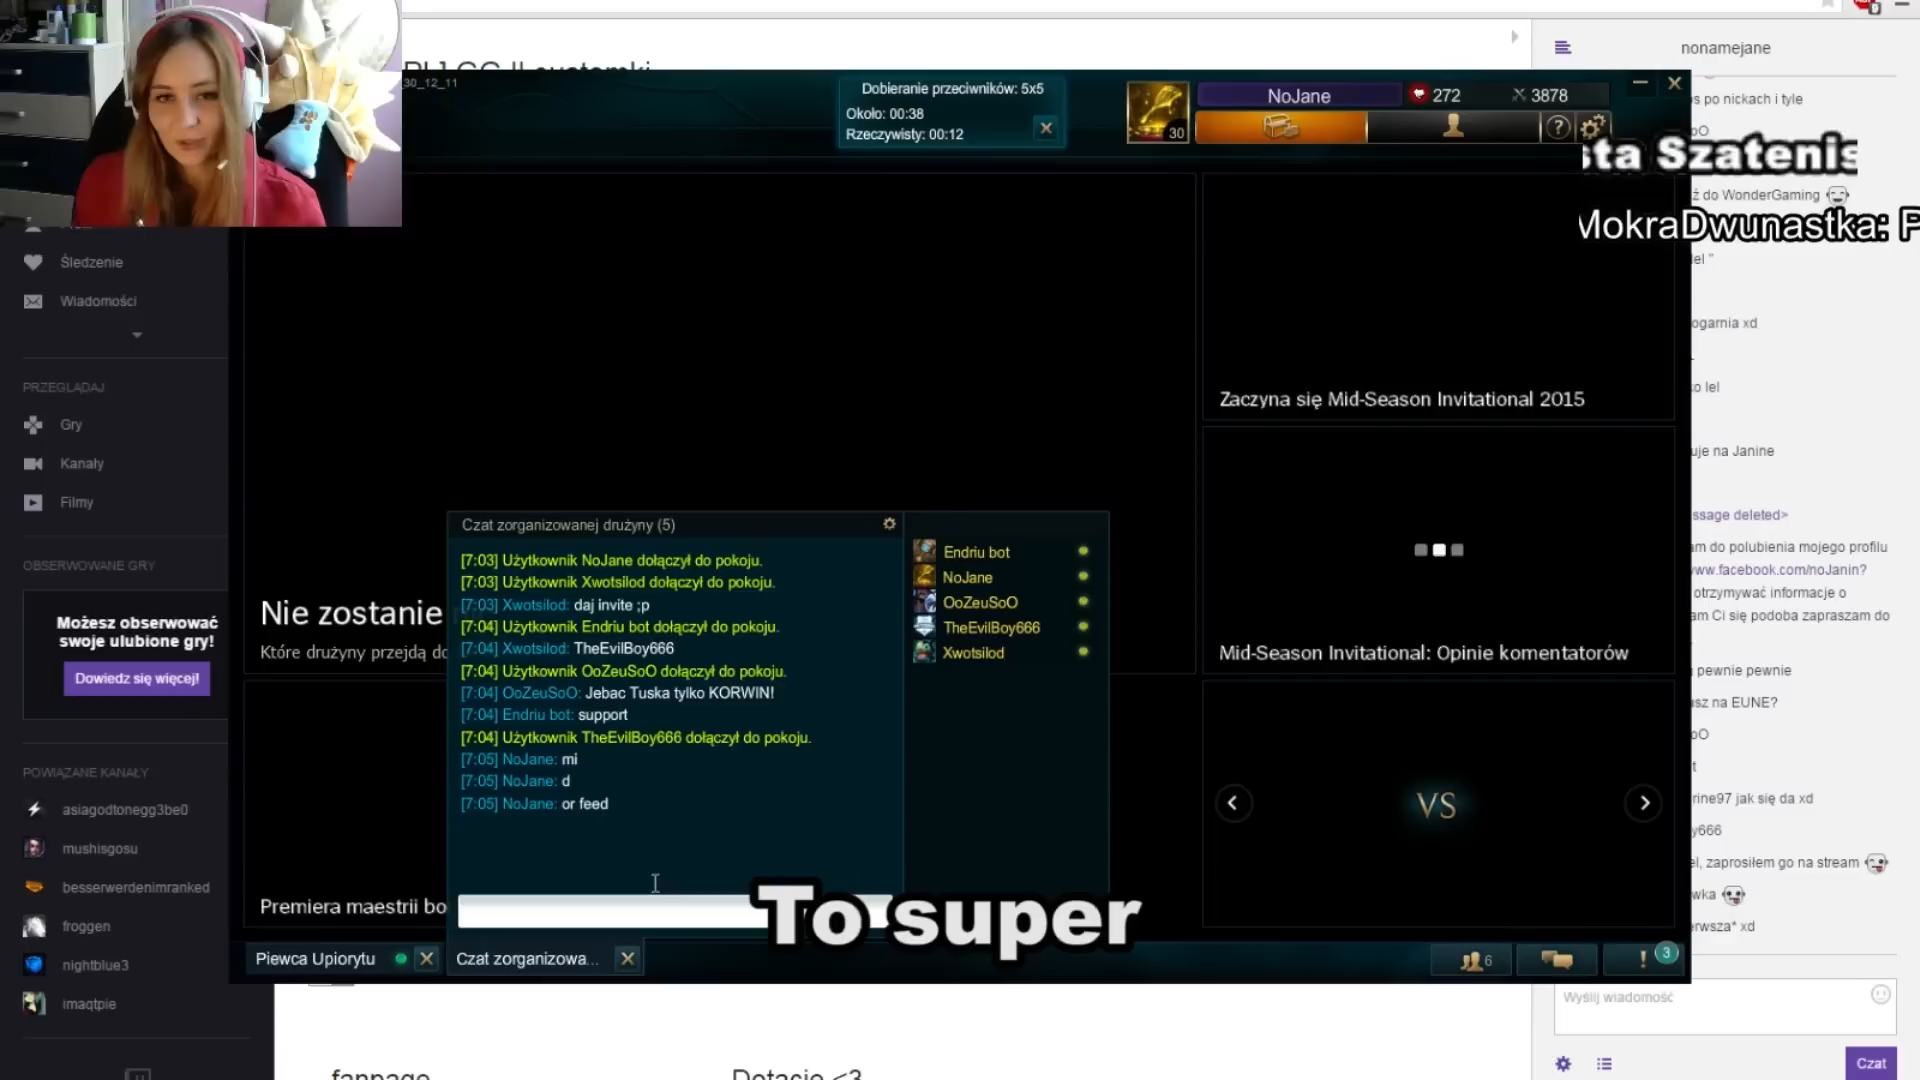 nonamejane
30_12_11
Dobieranie przeciwników: 5x5
Około: 00:38
Rzeczywisty: 00:12
30
NoJane
272
3878
?
sta Szatenis
MokraDwunastka: P
Śledzenie
Wiadomości
PRZEGLĄDAJ
Gry
Kanały
Filmy
OBSERWOWANE GRY
Możesz obserwować
swoje ulubione gry!
Dowiedz się więcej!
POWIĄZANE KANAŁY
asiagodtonegg3be0
mushisgosu
besserwerdenimranked
froggen
nightblue3
imaqtpie
Nie zostanie
Które drużyny przejdą do
Premiera maestrii bo
Zaczyna się Mid-Season Invitational 2015
Mid-Season Invitational: Opinie komentatorów
VS
Czat zorganizowanej drużyny (5)
[7:03] Użytkownik NoJane dołączył do pokoju.
[7:03] Użytkownik Xwotsilod dołączył do pokoju.
[7:03] Xwotsilod: daj invite ;p
[7:04] Użytkownik Endriu bot dołączył do pokoju.
[7:04] Xwotsilod: TheEvilBoy666
[7:04] Użytkownik OoZeuSoO dołączył do pokoju.
[7:04] OoZeuSoO: Jebac Tuska tylko KORWIN!
[7:04] Endriu bot: support
[7:04] Użytkownik TheEvilBoy666 dołączył do pokoju.
[7:05] NoJane: mi
[7:05] NoJane: d
[7:05] NoJane: or feed
Endriu bot
NoJane
OoZeuSoO
TheEvilBoy666
Xwotsilod
To super
Piewca Upiorytu
Czat zorganizowa...
6
!
3
s po nickach i tyle
oO
ź do WonderGaming
lel "
ogarnia xd
o lel
uje na Janine
ssage deleted>
am do polubienia mojego profilu
ww.facebook.com/noJanin?
otrzymywać informacje o
am Ci się podoba zapraszam do
pewnie pewnie
sz na EUNE?
oO
t
rine97 jak się da xd
y666
el, zaprosiłem go na stream
wka
erwsza* xd
Wyślij wiadomość
Czat
fanpage
Dotacje <3